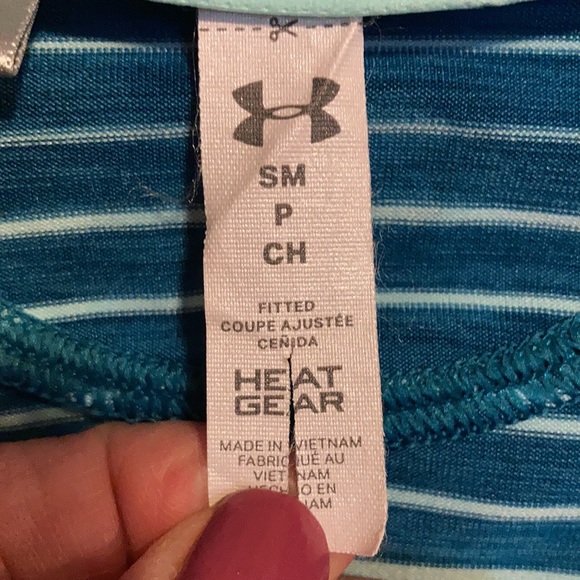 SM
P
CH
FITTED
COUPE AJUSTÉE
CEÑIDA
HEAT
GEAR
MADE IN VIETNAM
FABRIQUÉ AU
VIETNAM
HECHO EN